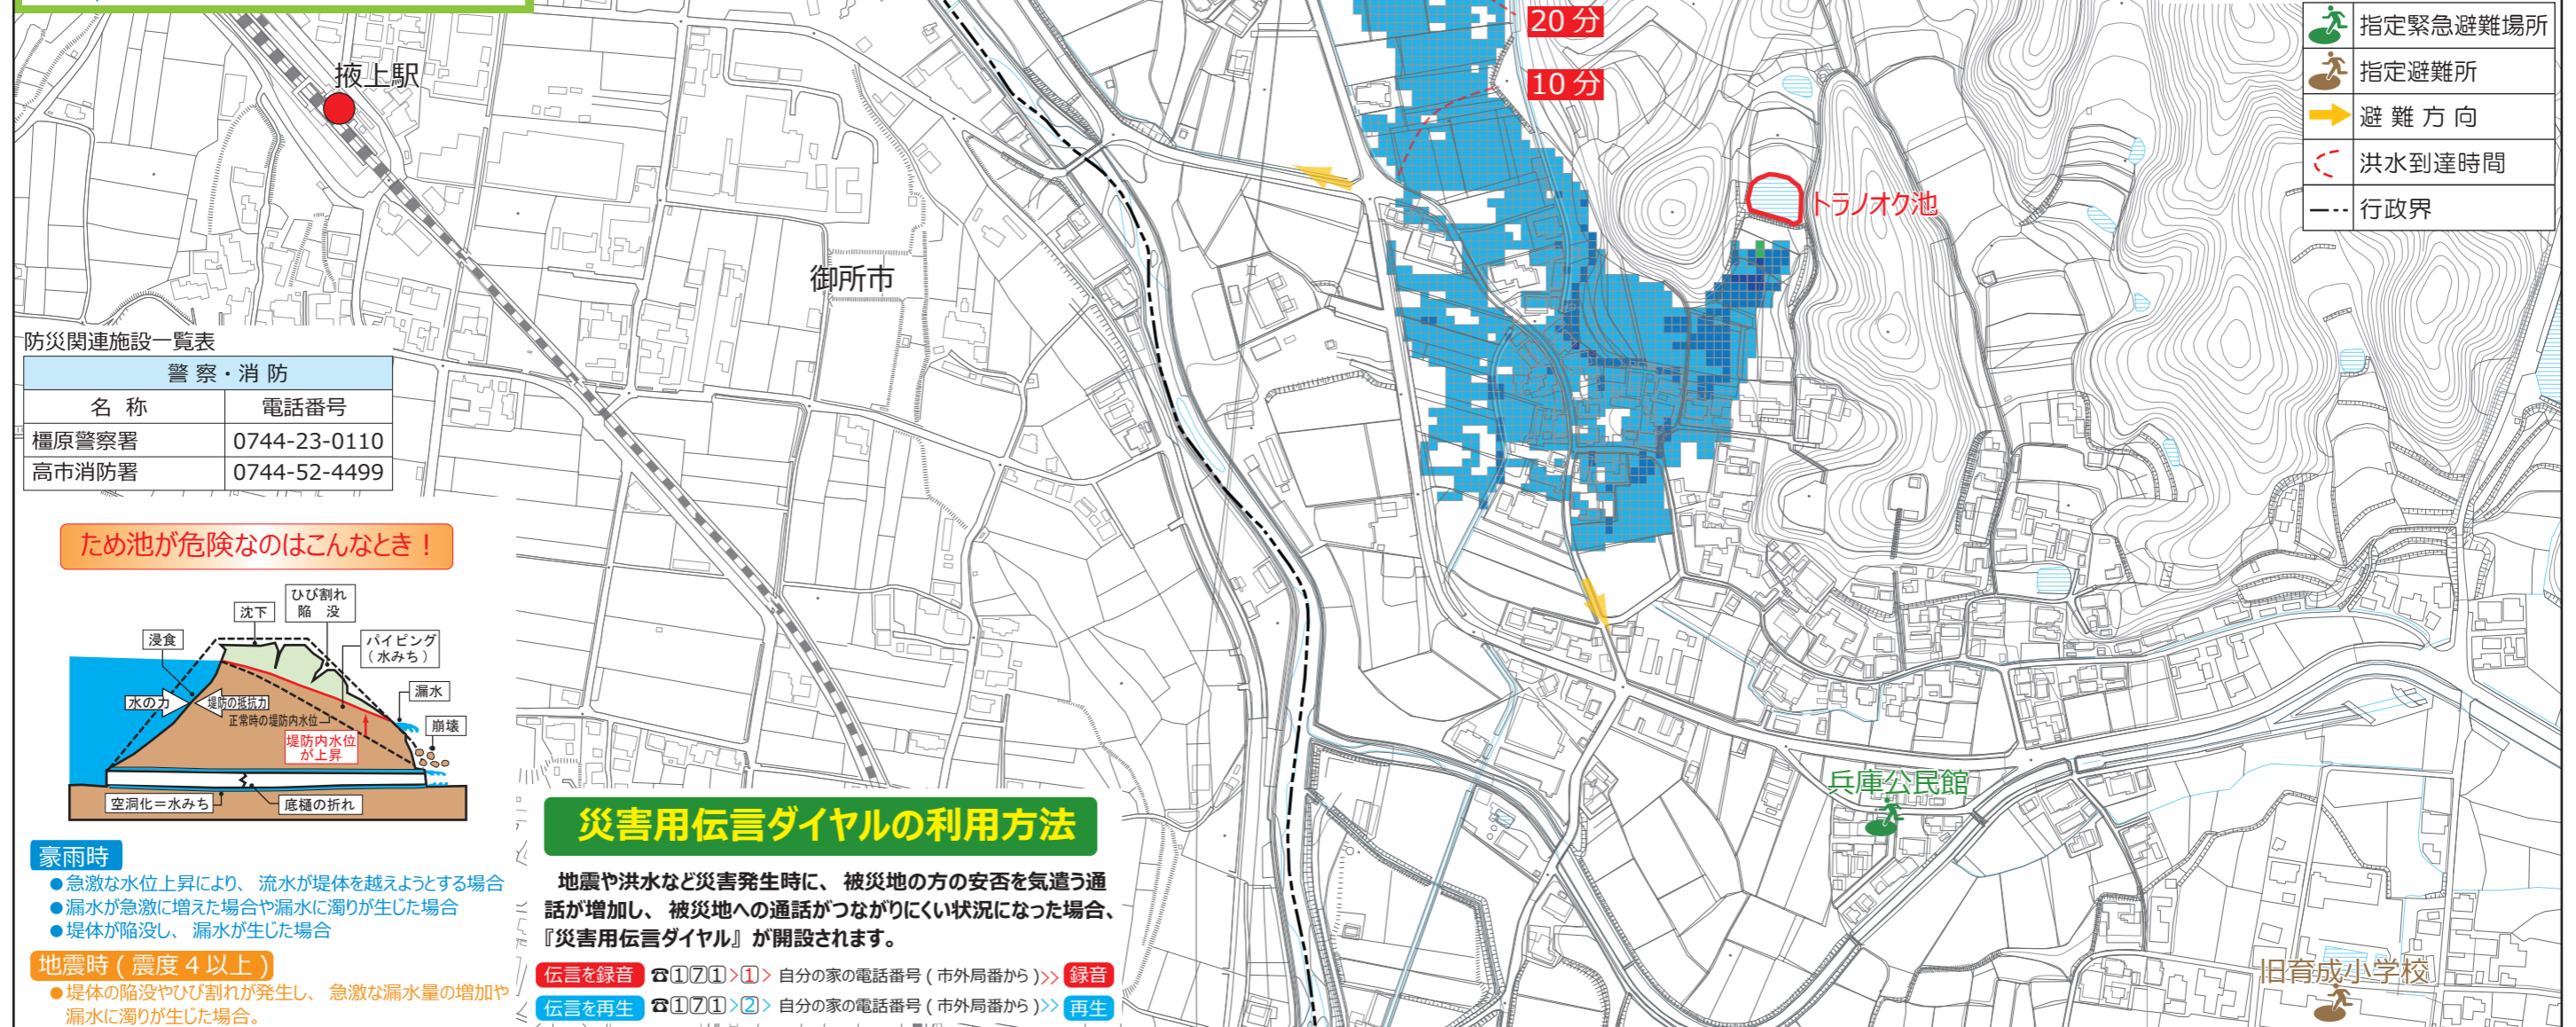 掖上駅
20 分
10 分
指定緊急避難場所
指定避難所
避 難 方 向
洪水到達時間
行政界
トラノオク池
御所市
防災関連施設一覧表
警 察・消 防
名 称 電話番号
橿原警察署 0744-23-0110
高市消防署 0744-52-4499
ため池が危険なのはこんなとき！
ひび割れ
陥 没
沈下
浸食
パイピング
（水みち）
漏水
水の力
堤防の抵抗力
正常時の堤防内水位
崩壊
堤防内水位
が上昇
空洞化＝水みち
底樋の折れ
豪雨時
●急激な水位上昇により、 流水が堤体を越えようとする場合
●漏水が急激に増えた場合や漏水に濁りが生じた場合
●堤体が陥没し、 漏水が生じた場合
地震時 ( 震度 4 以上 )
●堤体の陥没やひび割れが発生し、 急激な漏水量の増加や
漏水に濁りが生じた場合。
災害用伝言ダイヤルの利用方法
地震や洪水など災害発生時に、 被災地の方の安否を気遣う通
話が増加し、 被災地への通話がつながりにくい状況になった場合、
『災害用伝言ダイヤル』 が開設されます。
伝言を録音 ☎171>1> 自分の家の電話番号 ( 市外局番から )>> 録音
伝言を再生 ☎171>2> 自分の家の電話番号 ( 市外局番から )>> 再生
兵庫公民館
旧育成小学校